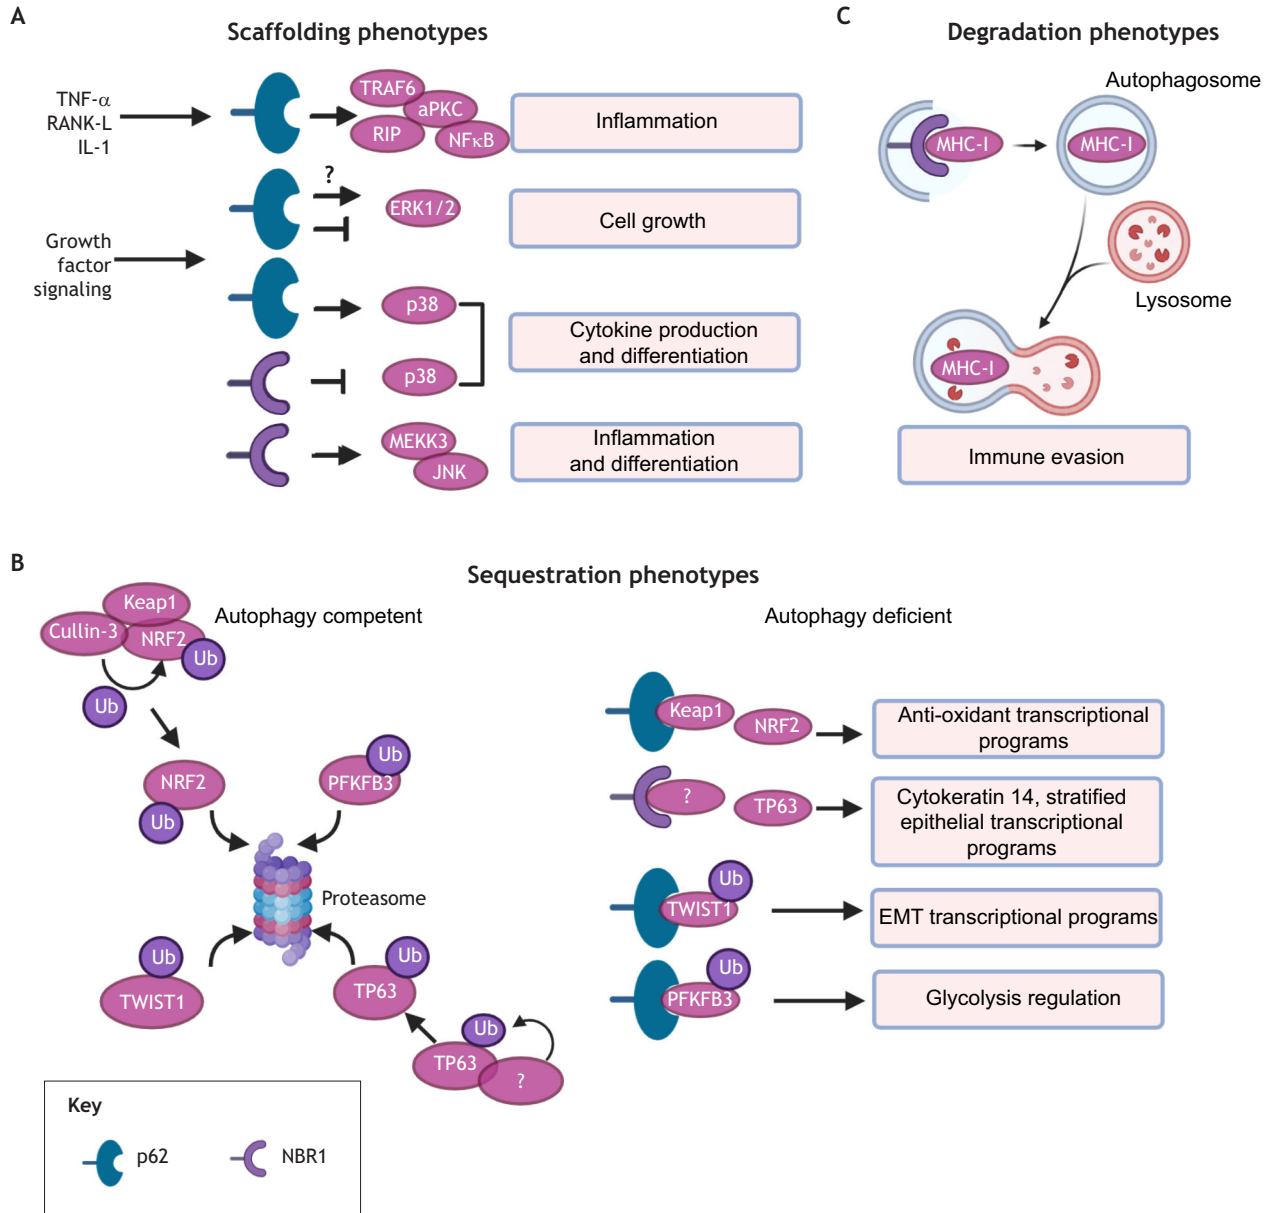 A
Scaffolding phenotypes
TNF-α
RANK-L
IL-1
TRAF6
aPKC
RIP
NFκB
Inflammation
?
ERK1/2
Cell growth
Growth
factor
signaling
p38
p38
Cytokine production
and differentiation
MEKK3
JNK
Inflammation
and differentiation
C
Degradation phenotypes
Autophagosome
MHC-I
MHC-I
Lysosome
MHC-I
Immune evasion
B
Sequestration phenotypes
Autophagy competent
Keap1
Cullin-3
NRF2
Ub
Ub
NRF2
Ub
Ub
PFKFB3
Proteasome
Ub
TWIST1
Ub
TP63
Ub
TP63
?
Autophagy deficient
Keap1
NRF2
Anti-oxidant transcriptional
programs
?
TP63
Cytokeratin 14, stratified
epithelial transcriptional
programs
Ub
TWIST1
EMT transcriptional programs
Ub
PFKFB3
Glycolysis regulation
Key
p62
NBR1